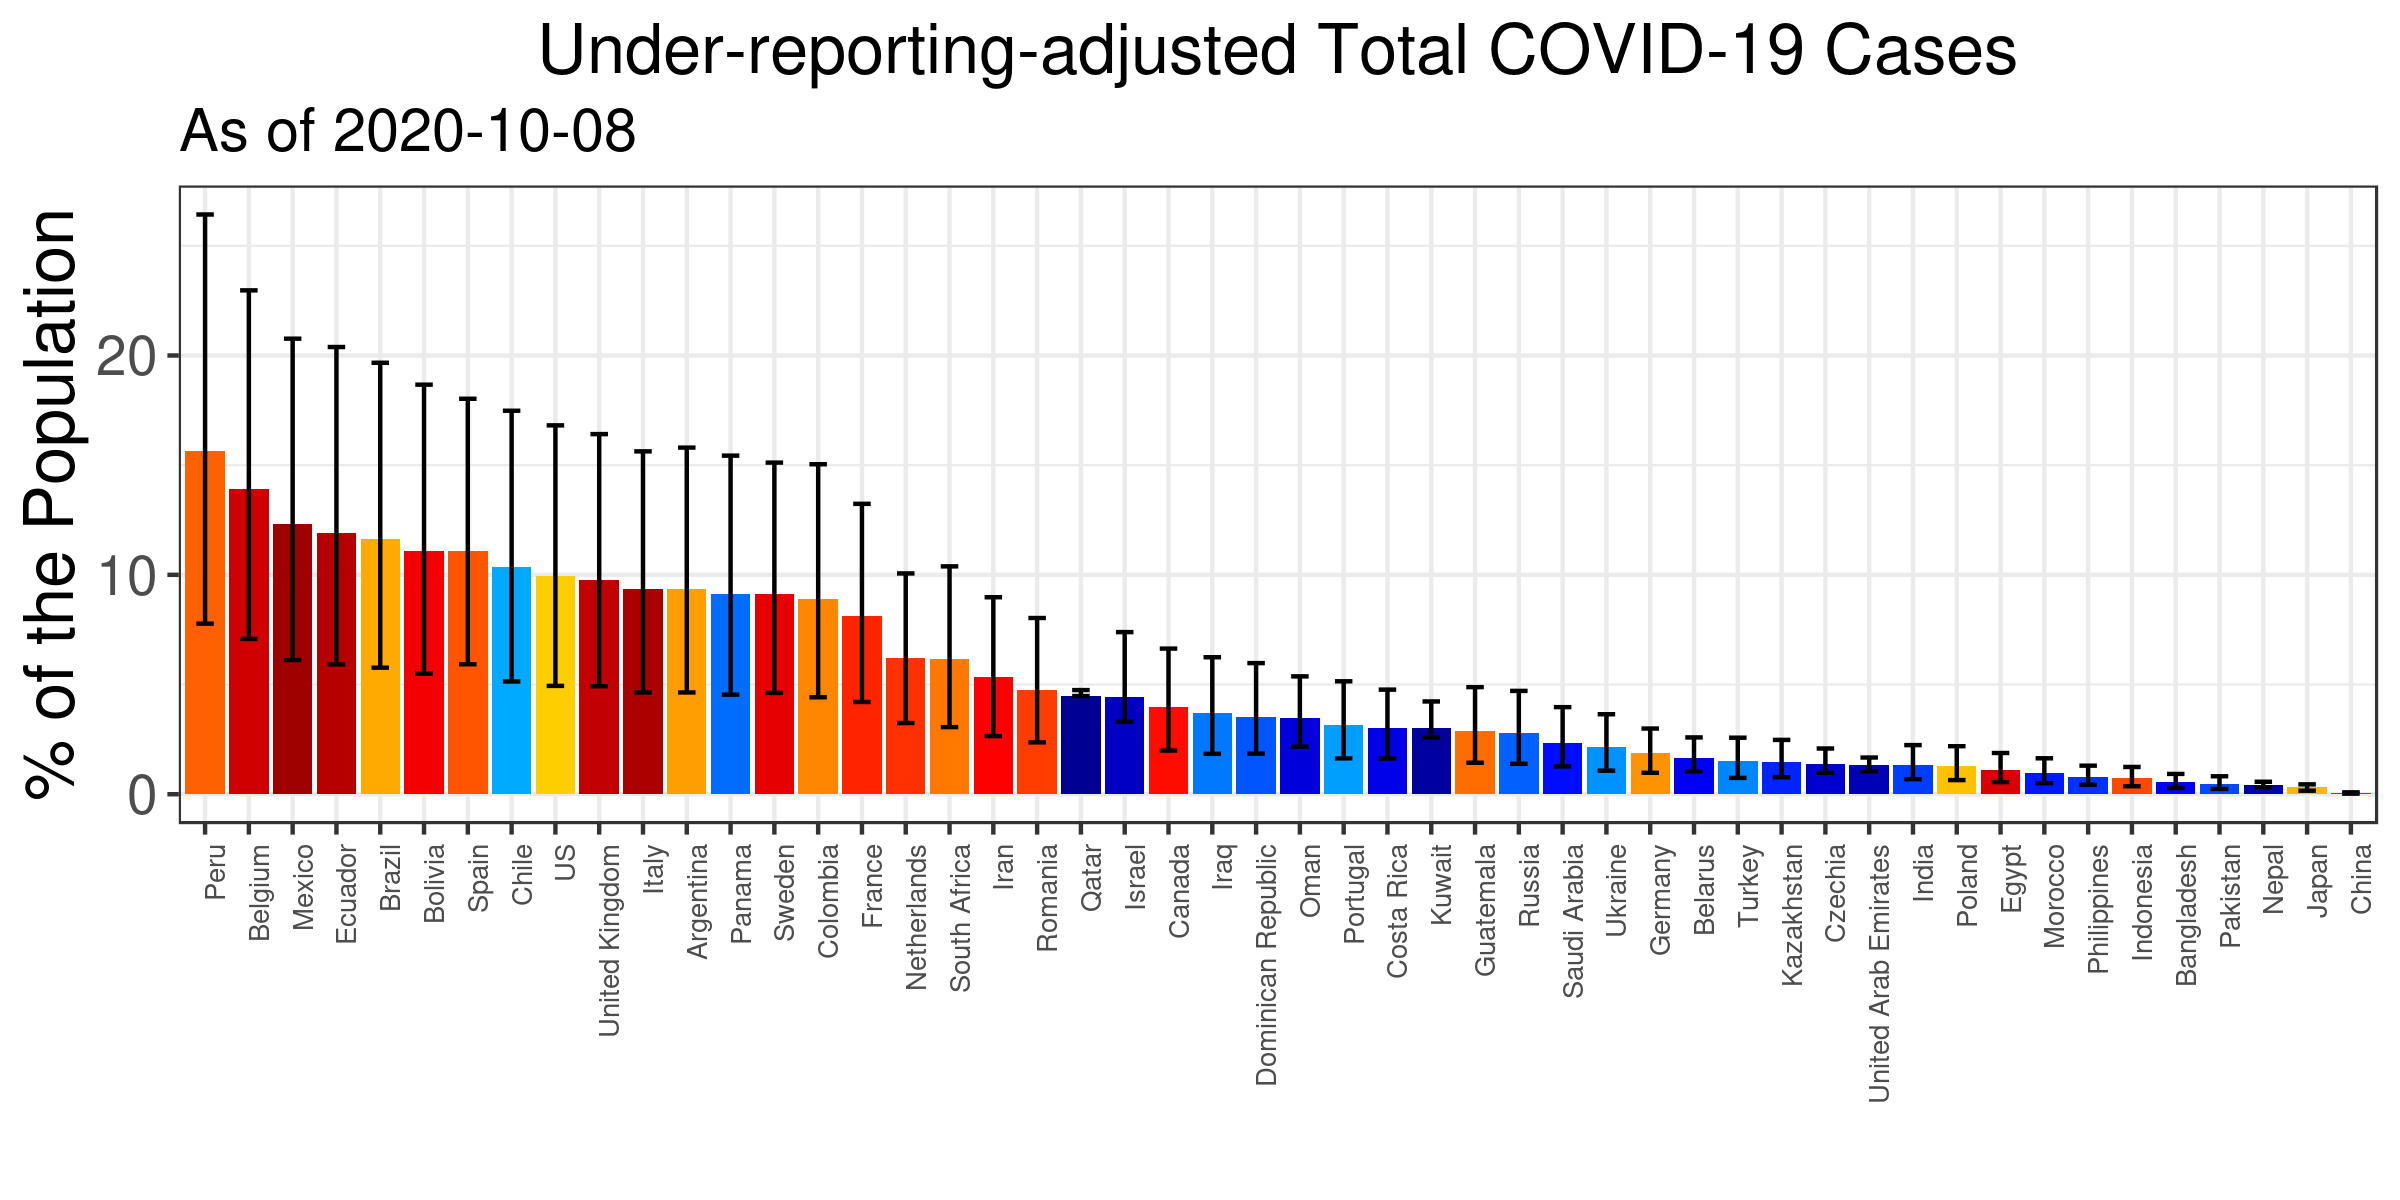 Under-reporting-adjusted Total COVID-19 Cases
As of 2020-10-08
% of the Population
20
10
0
Peru
Belgium
Mexico
Ecuador
Brazil
Bolivia
Spain
Chile
US
United Kingdom
Italy
Argentina
Panama
Sweden
Colombia
France
Netherlands
South Africa
Iran
Romania
Qatar
Israel
Canada
Iraq
Dominican Republic
Oman
Portugal
Costa Rica
Kuwait
Guatemala
Russia
Saudi Arabia
Ukraine
Germany
Belarus
Turkey
Kazakhstan
Czechia
United Arab Emirates
India
Poland
Egypt
Morocco
Philippines
Indonesia
Bangladesh
Pakistan
Nepal
Japan
China